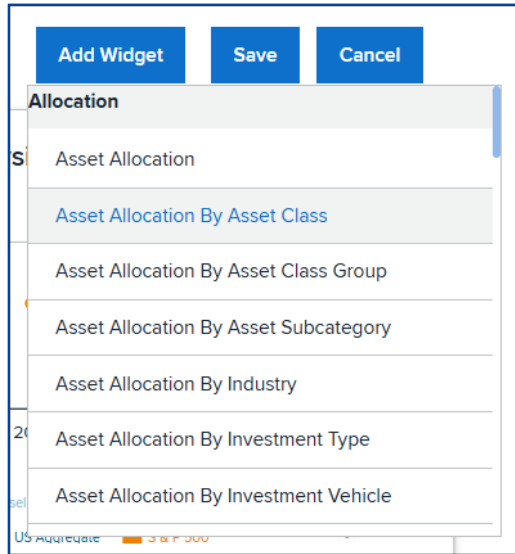 Add Widget Save Cancel
Allocation
Asset Allocation
Asset Allocation By Asset Class
Asset Allocation By Asset Class Group
Asset Allocation By Asset Subcategory
Asset Allocation By Industry
Asset Allocation By Investment Type
Asset Allocation By Investment Vehicle
US Aggregate S & P 500